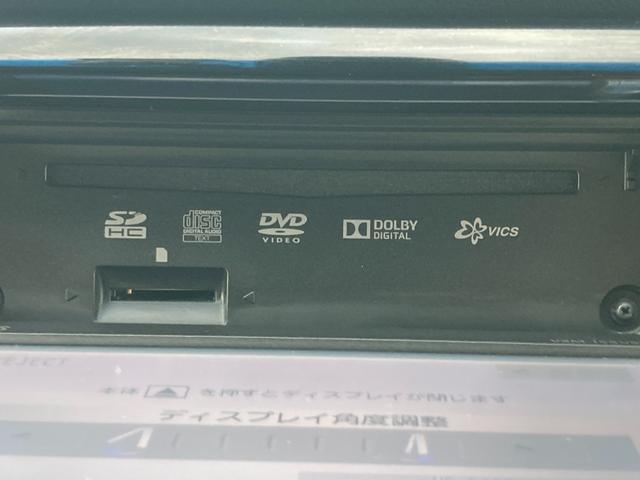 SD HC
COMPACT disc DIGITAL AUDIO TEXT
DVD VIDEO
DOLBY DIGITAL
VICS
本体 を押すとディスプレイが閉じます
ディスプレイ角度調整